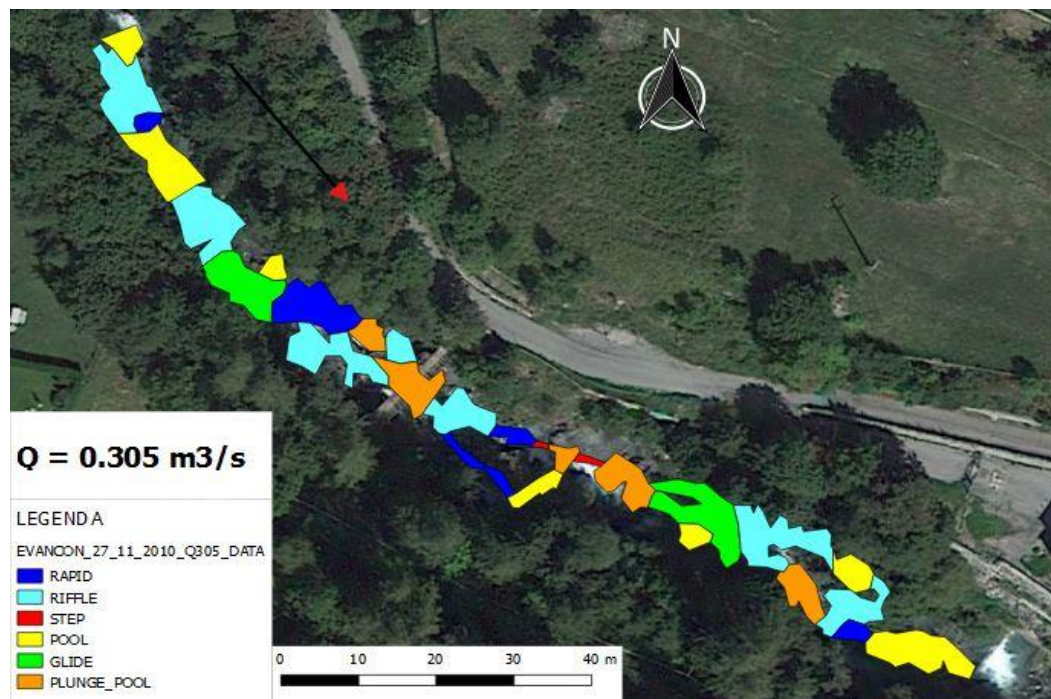 N
Q = 0.305 m3/s
LEGENDA
EVANCON_27_11_2010_Q305_DATA
RAPID
RIFFLE
STEP
POOL
GLIDE
PLUNGE_POOL
0 10 20 30 40 m